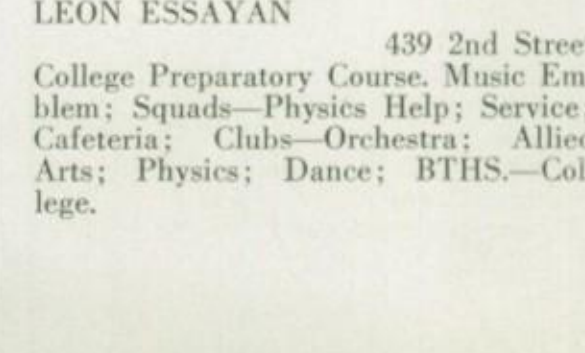 LEON ESSAYAN
439 2nd Stree
College Preparatory Course. Music Em
blem; Squads—Physics Help; Service
Cafeteria; Clubs—Orchestra; Allied
Arts; Physics; Dance; BTHS.—Col
lege.